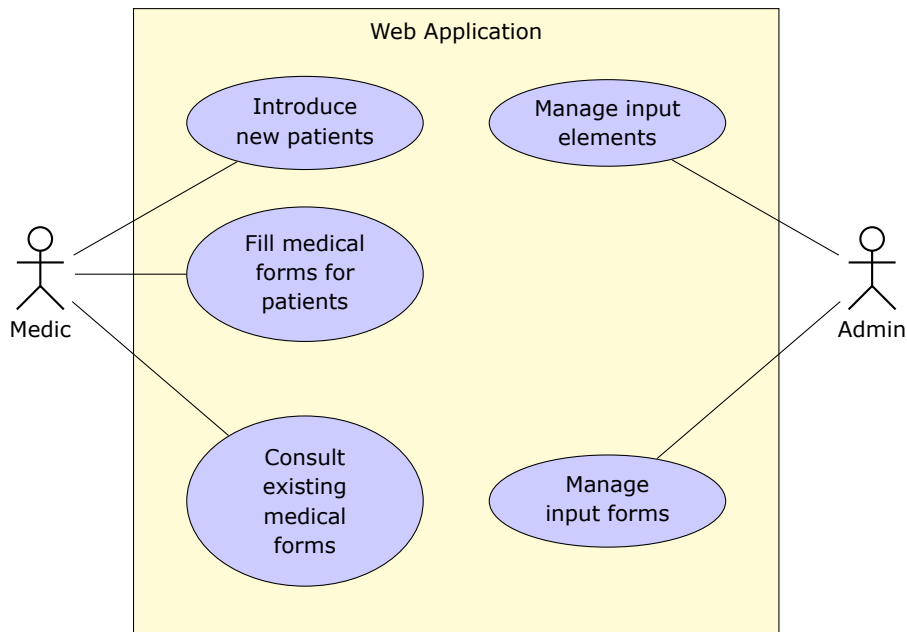 Web Application
Introduce
new patients
Manage input
elements
Fill medical
forms for
patients
Medic
Admin
Consult
existing
medical
forms
Manage
input forms